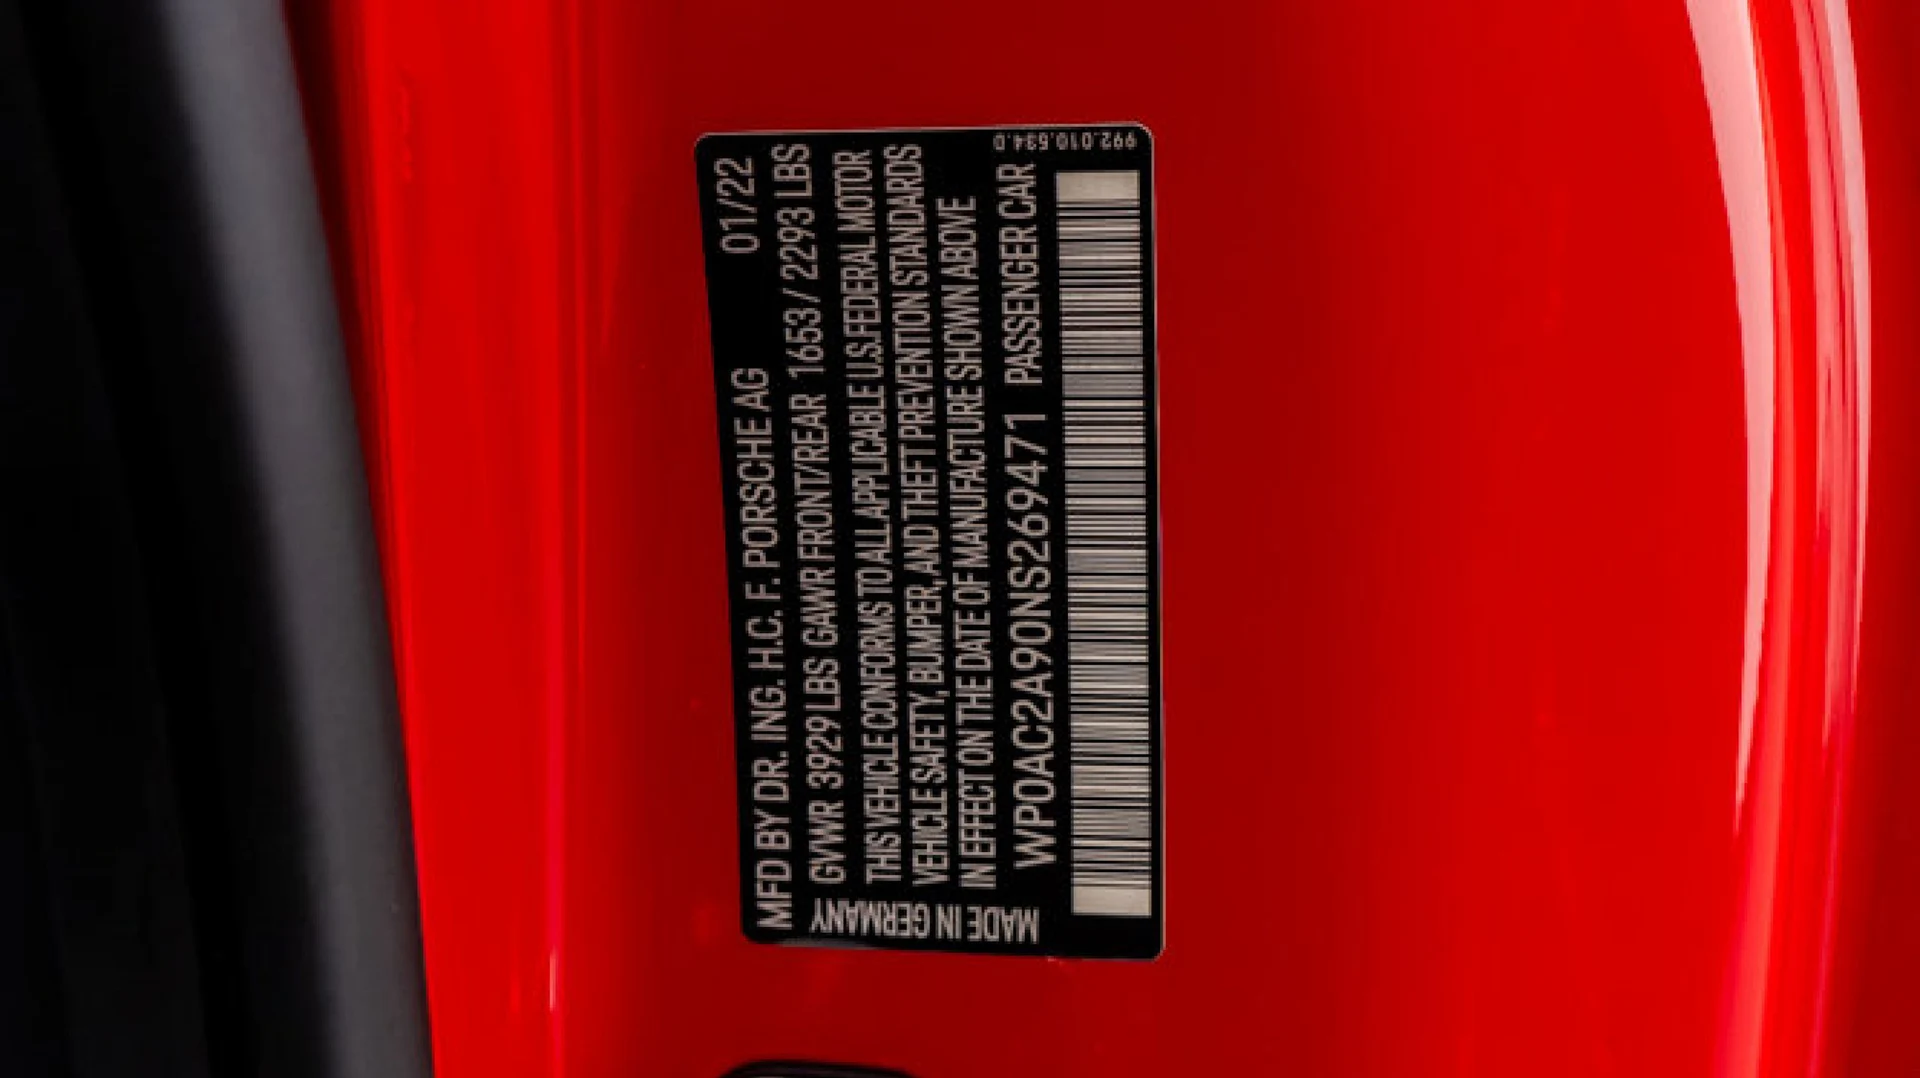 MFD BY DR. ING. H.C. F. PORSCHE AG 01/22
GVWR 3929 LBS GAWR FRONT/REAR 1653 / 2293 LBS
THIS VEHICLE CONFORMS TO ALL APPLICABLE U.S. FEDERAL MOTOR
VEHICLE SAFETY, BUMPER, AND THEFT PREVENTION STANDARDS
IN EFFECT ON THE DATE OF MANUFACTURE SHOWN ABOVE
WP0AC2A90NS269471 PASSENGER CAR
MADE IN GERMANY
992.010.534.0